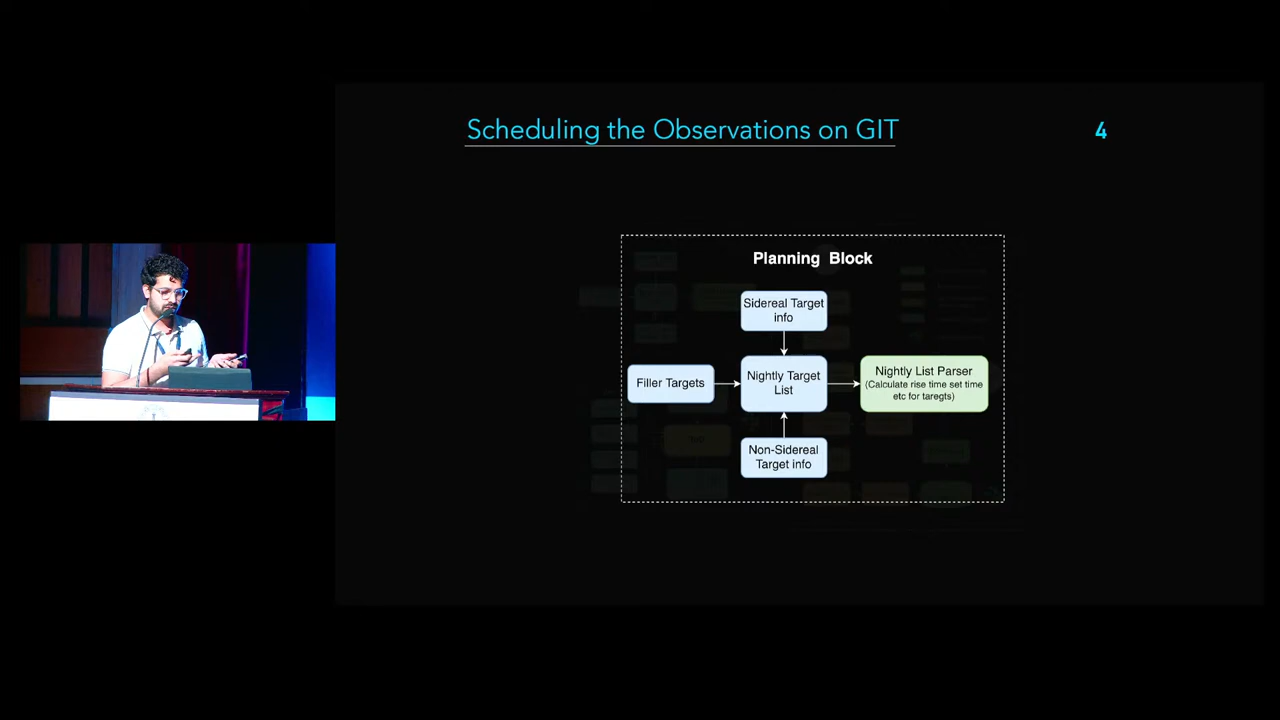 Scheduling the Observations on GIT
4
Planning Block
Sidereal Target
info
Filler Targets
Nightly Target
List
Nightly List Parser
(Calculate rise time set time
etc for taregts)
Non-Sidereal
Target info